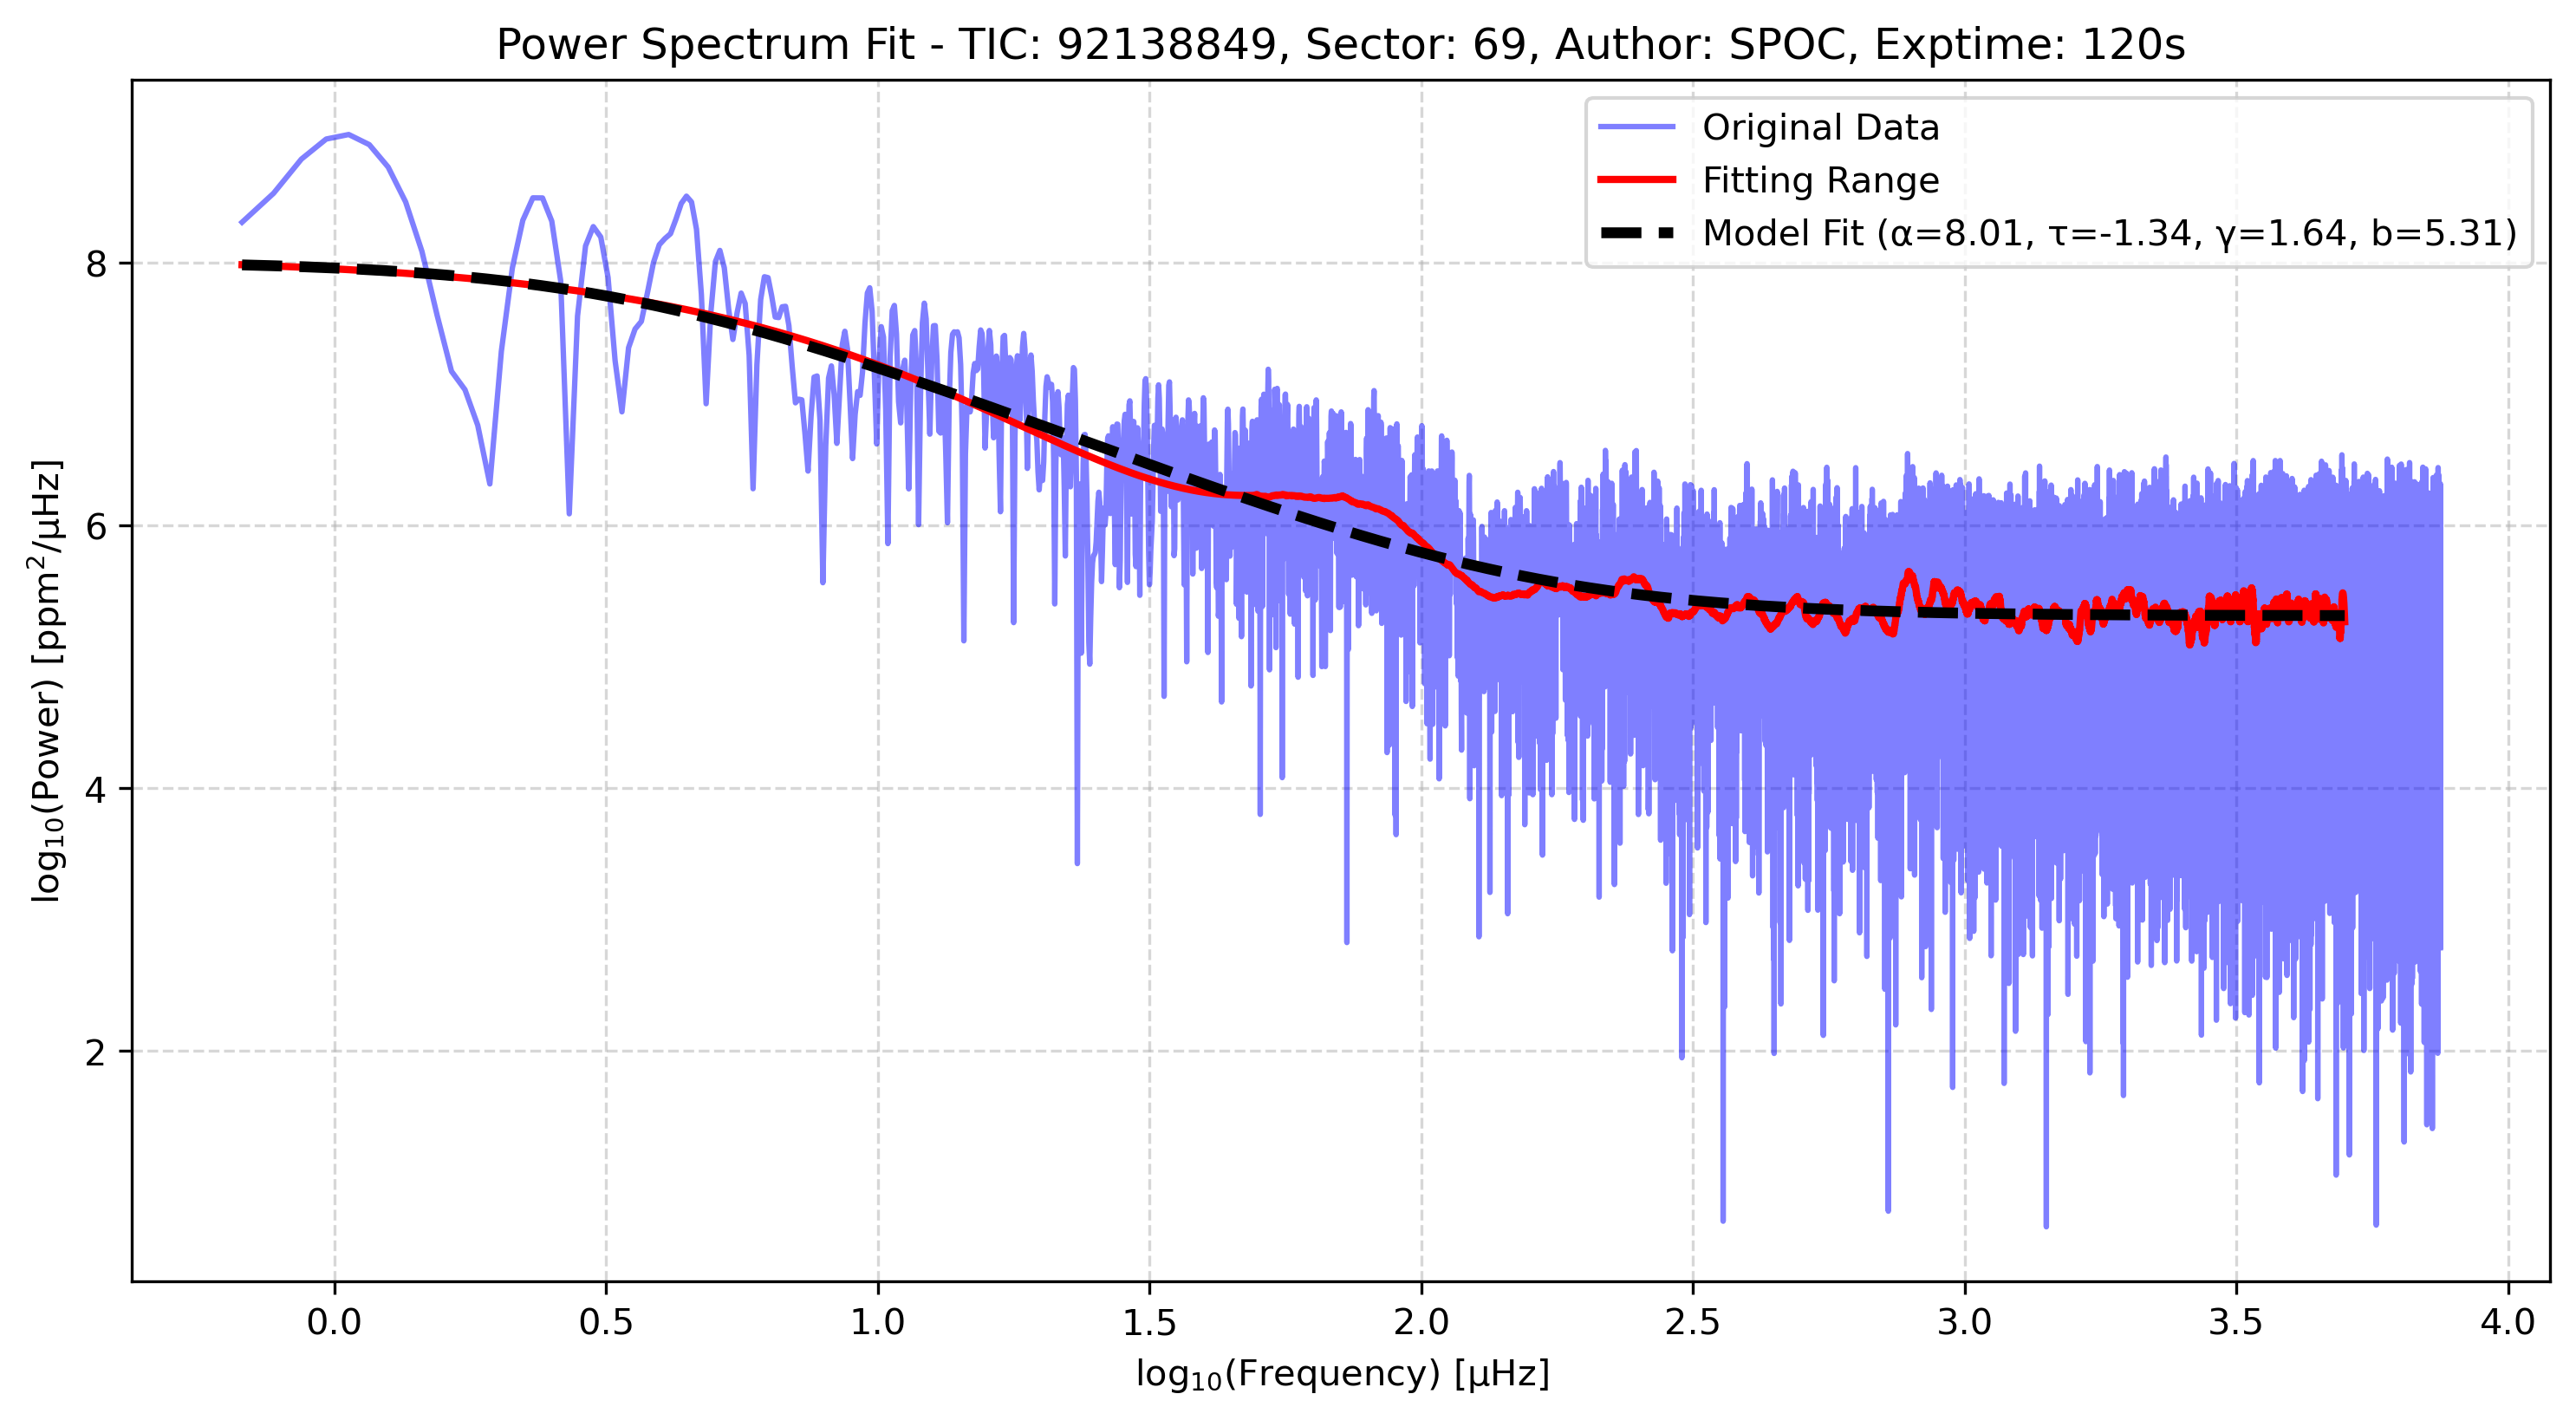 Power Spectrum Fit - TIC: 92138849, Sector: 69, Author: SPOC, Exptime: 120s
Original Data
Fitting Range
Model Fit (α=8.01, τ=-1.34, γ=1.64, b=5.31)
log₁₀(Power) [ppm²/μHz]
8
6
4
2
0.0 0.5 1.0 1.5 2.0 2.5 3.0 3.5 4.0
log₁₀(Frequency) [μHz]